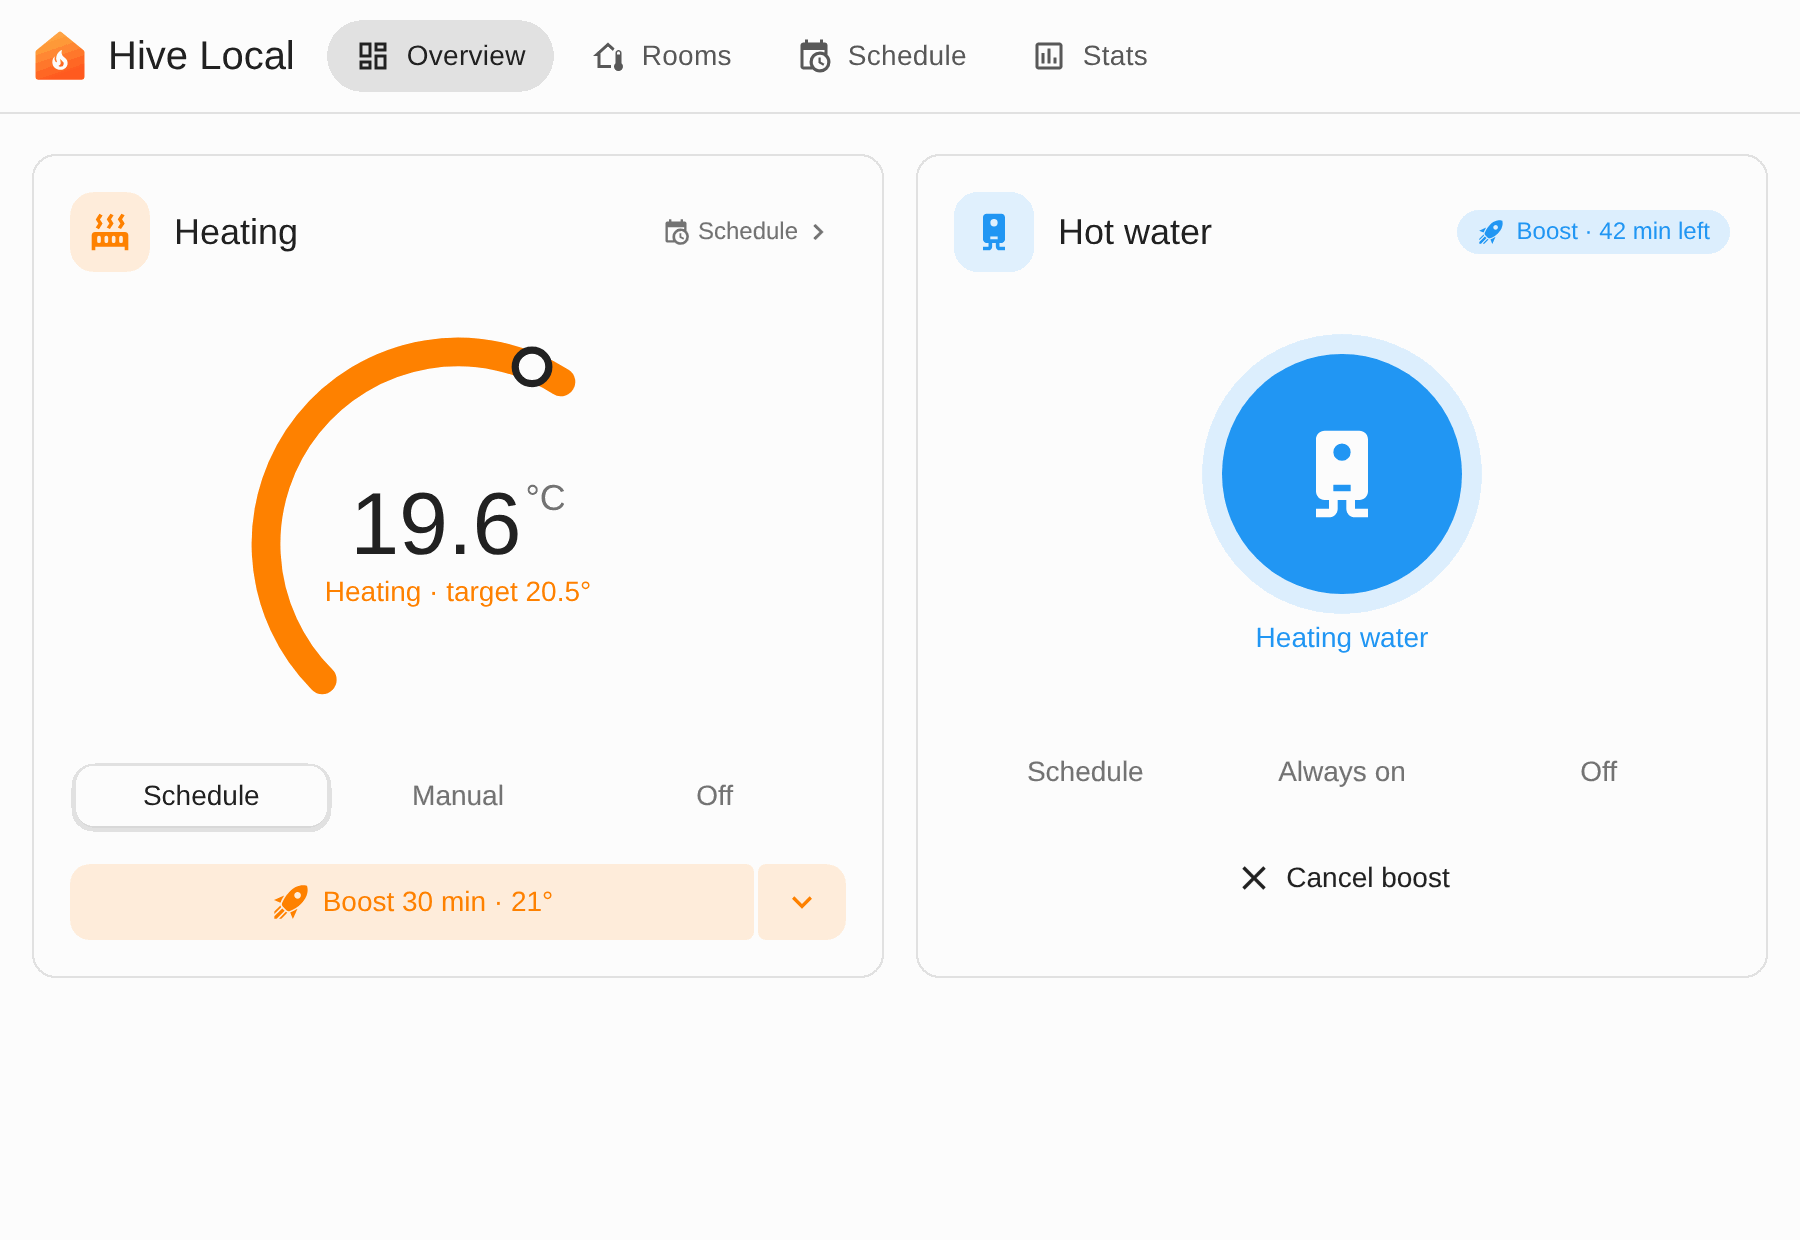 Hive Local
Overview
Rooms
Schedule
Stats
Heating
Schedule
19.6 °C
Heating · target 20.5°
Schedule
Manual
Off
Boost 30 min · 21°
Hot water
Boost · 42 min left
Heating water
Schedule
Always on
Off
Cancel boost